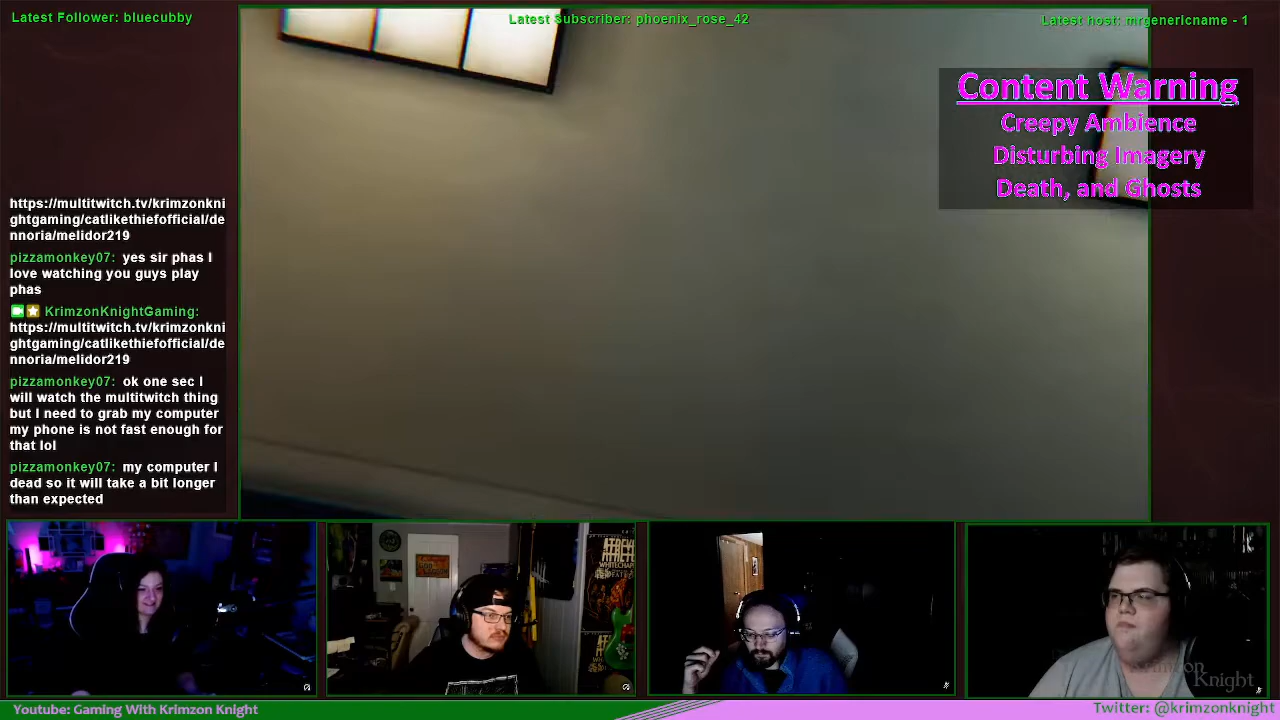 Latest Follower: bluecubby
Latest Subscriber: phoenix_rose_42
Latest host: mrgenericname - 1
Content Warning
Creepy Ambience
Disturbing Imagery
Death, and Ghosts
https://multitwitch.tv/krimzonkni
ghtgaming/catlikethiefofficial/de
nnoria/melidor219
pizzamonkey07: yes sir phas I
love watching you guys play
phas
KrimzonKnightGaming:
https://multitwitch.tv/krimzonkni
ghtgaming/catlikethiefofficial/de
nnoria/melidor219
pizzamonkey07: ok one sec I
will watch the multitwitch thing
but I need to grab my computer
my phone is not fast enough for
that lol
pizzamonkey07: my computer I
dead so it will take a bit longer
than expected
WHITECHAPEL
Krimzon
Knight
Youtube: Gaming With Krimzon Knight
Twitter: @krimzonknight